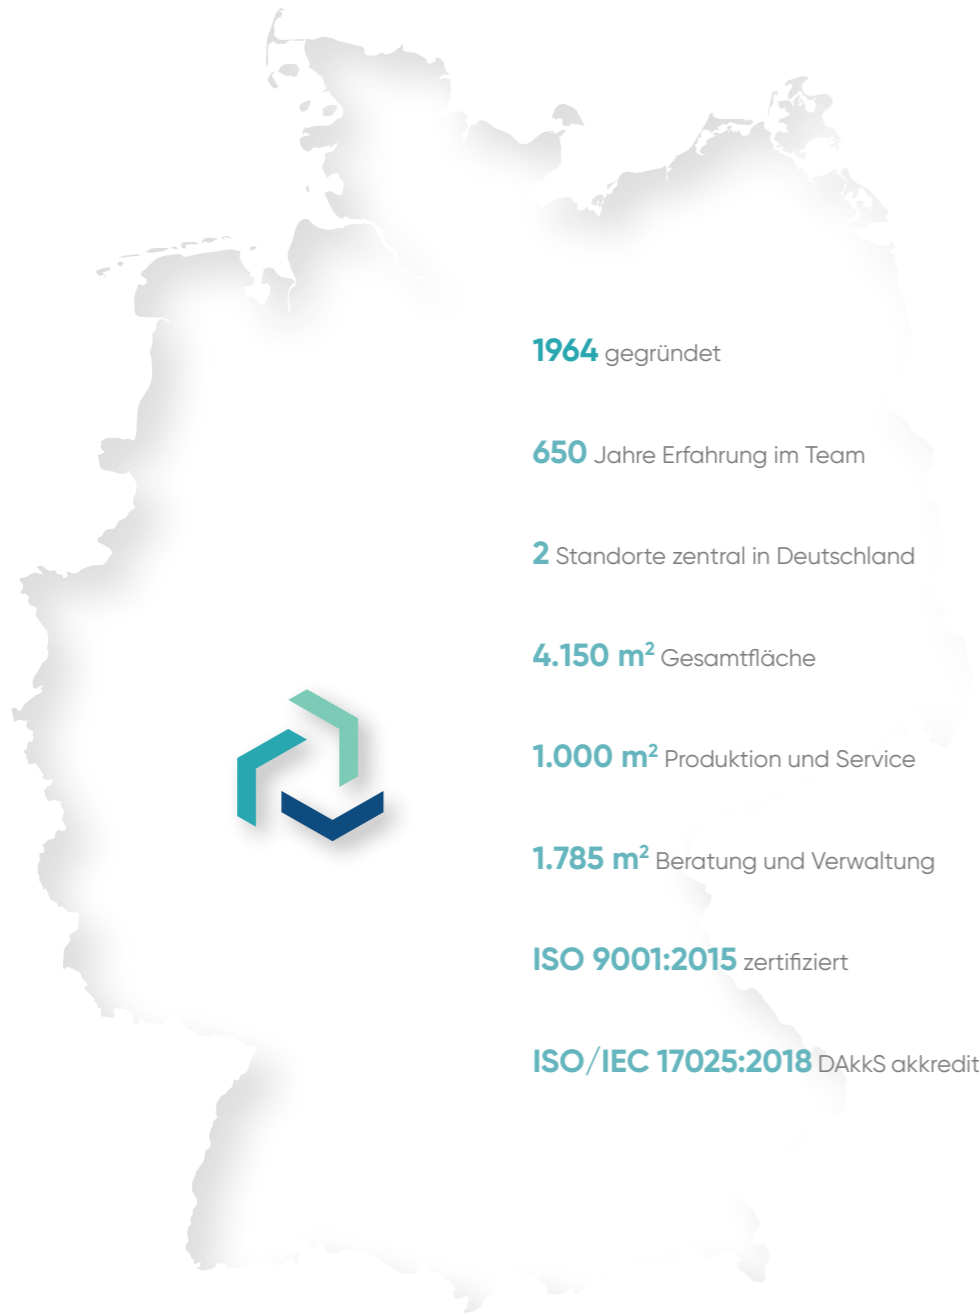 1964 gegründet
650 Jahre Erfahrung im Team
2 Standorte zentral in Deutschland
4.150 m² Gesamtfläche
1.000 m² Produktion und Service
1.785 m² Beratung und Verwaltung
ISO 9001:2015 zertifiziert
ISO/IEC 17025:2018 DAkkS akkredit